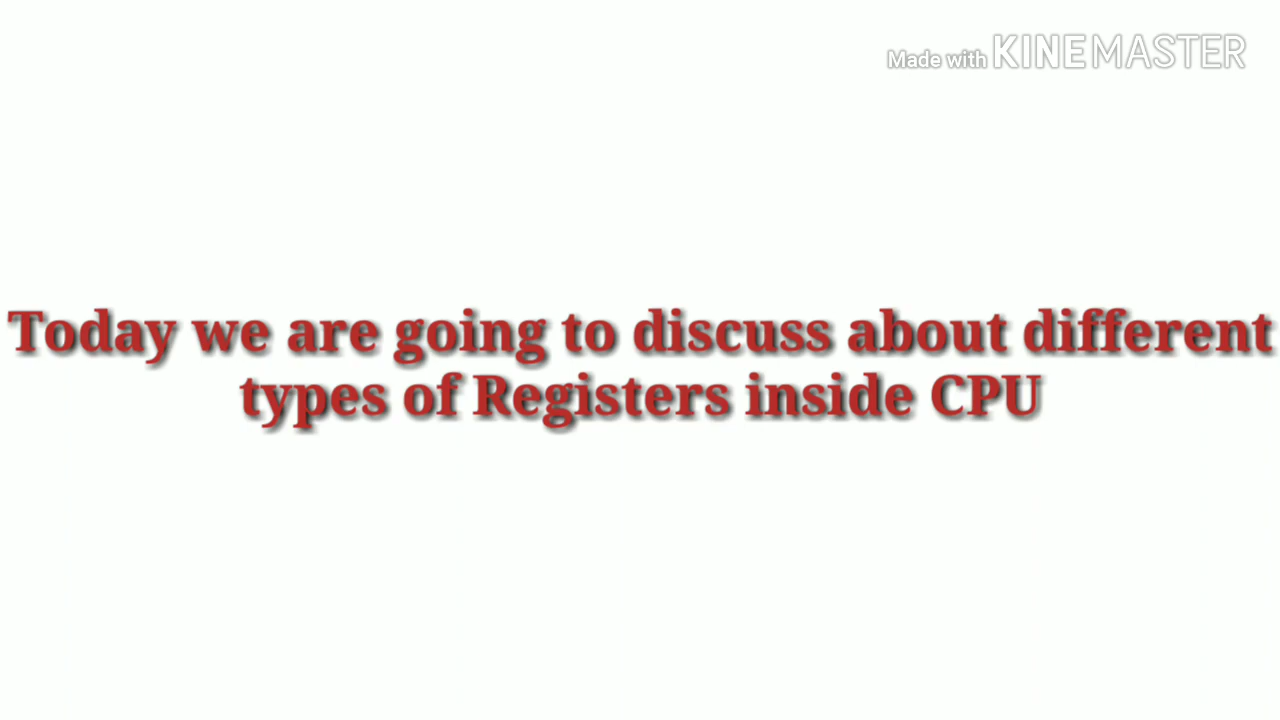 Made with KINEMASTER
Today we are going to discuss about different
types of Registers inside CPU